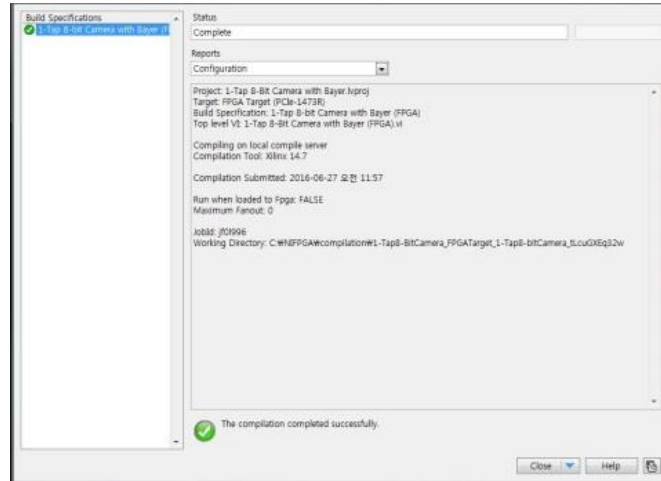 Build Specifications
1-Tap 8-bit Camera with Bayer (F
Status
Complete
Reports
Configuration
Project: 1-Tap 8-Bit Camera with Bayer.lvproj
Target: FPGA Target (PCIe-1473R)
Build Specification: 1-Tap 8-bit Camera with Bayer (FPGA)
Top level VI: 1-Tap 8-Bit Camera with Bayer (FPGA).vi
Compiling on local compile server
Compilation Tool: Xilinx 14.7
Compilation Submitted: 2016-06-27 오전 11:57
Run when loaded to Fpga: FALSE
Maximum Fanout: 0
JobId:
Working Directory: C:₩NIFPGA₩compilation₩1-Tap8-BitCamera_FPGATarget_1-Tap8-bitCamera_tLcuGXEq32w
The compilation completed successfully.
Close
Help